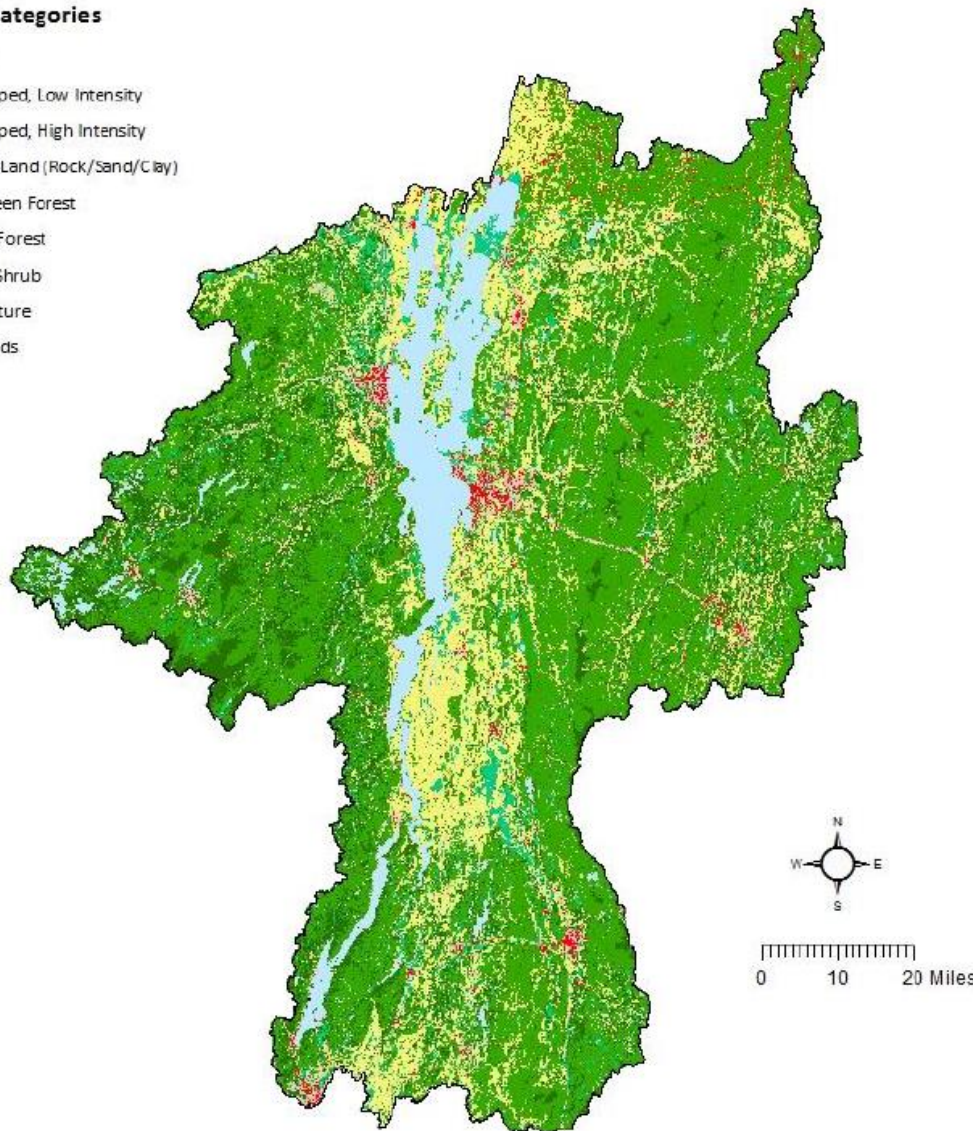 ategories
ped, Low Intensity
ped, High Intensity
Land (Rock/Sand/Clay)
en Forest
Forest
Shrub
ture
ds
N
W E
S
0 10 20 Miles